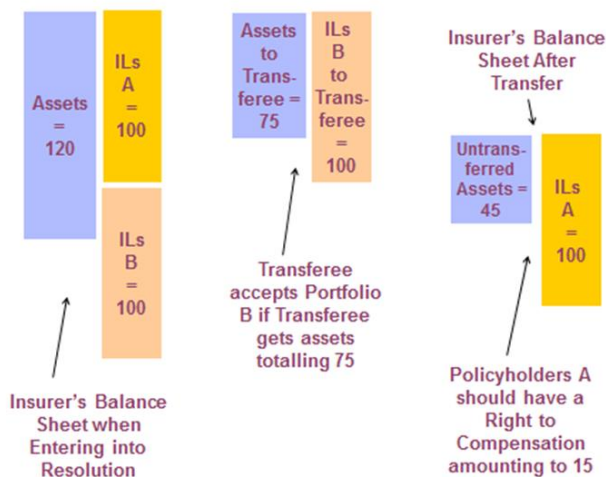 Assets
=
120
ILs
A
=
100
ILs
B
=
100
Insurer's Balance
Sheet when
Entering into
Resolution
Assets
to
Trans-
feree =
75
ILs
B
to
Trans-
feree
=
100
Transferee
accepts Portfolio
B if Transferee
gets assets
totalling 75
Insurer's Balance
Sheet After
Transfer
Untrans-
ferred
Assets =
45
ILs
A
=
100
Policyholders A
should have a
Right to
Compensation
amounting to 15